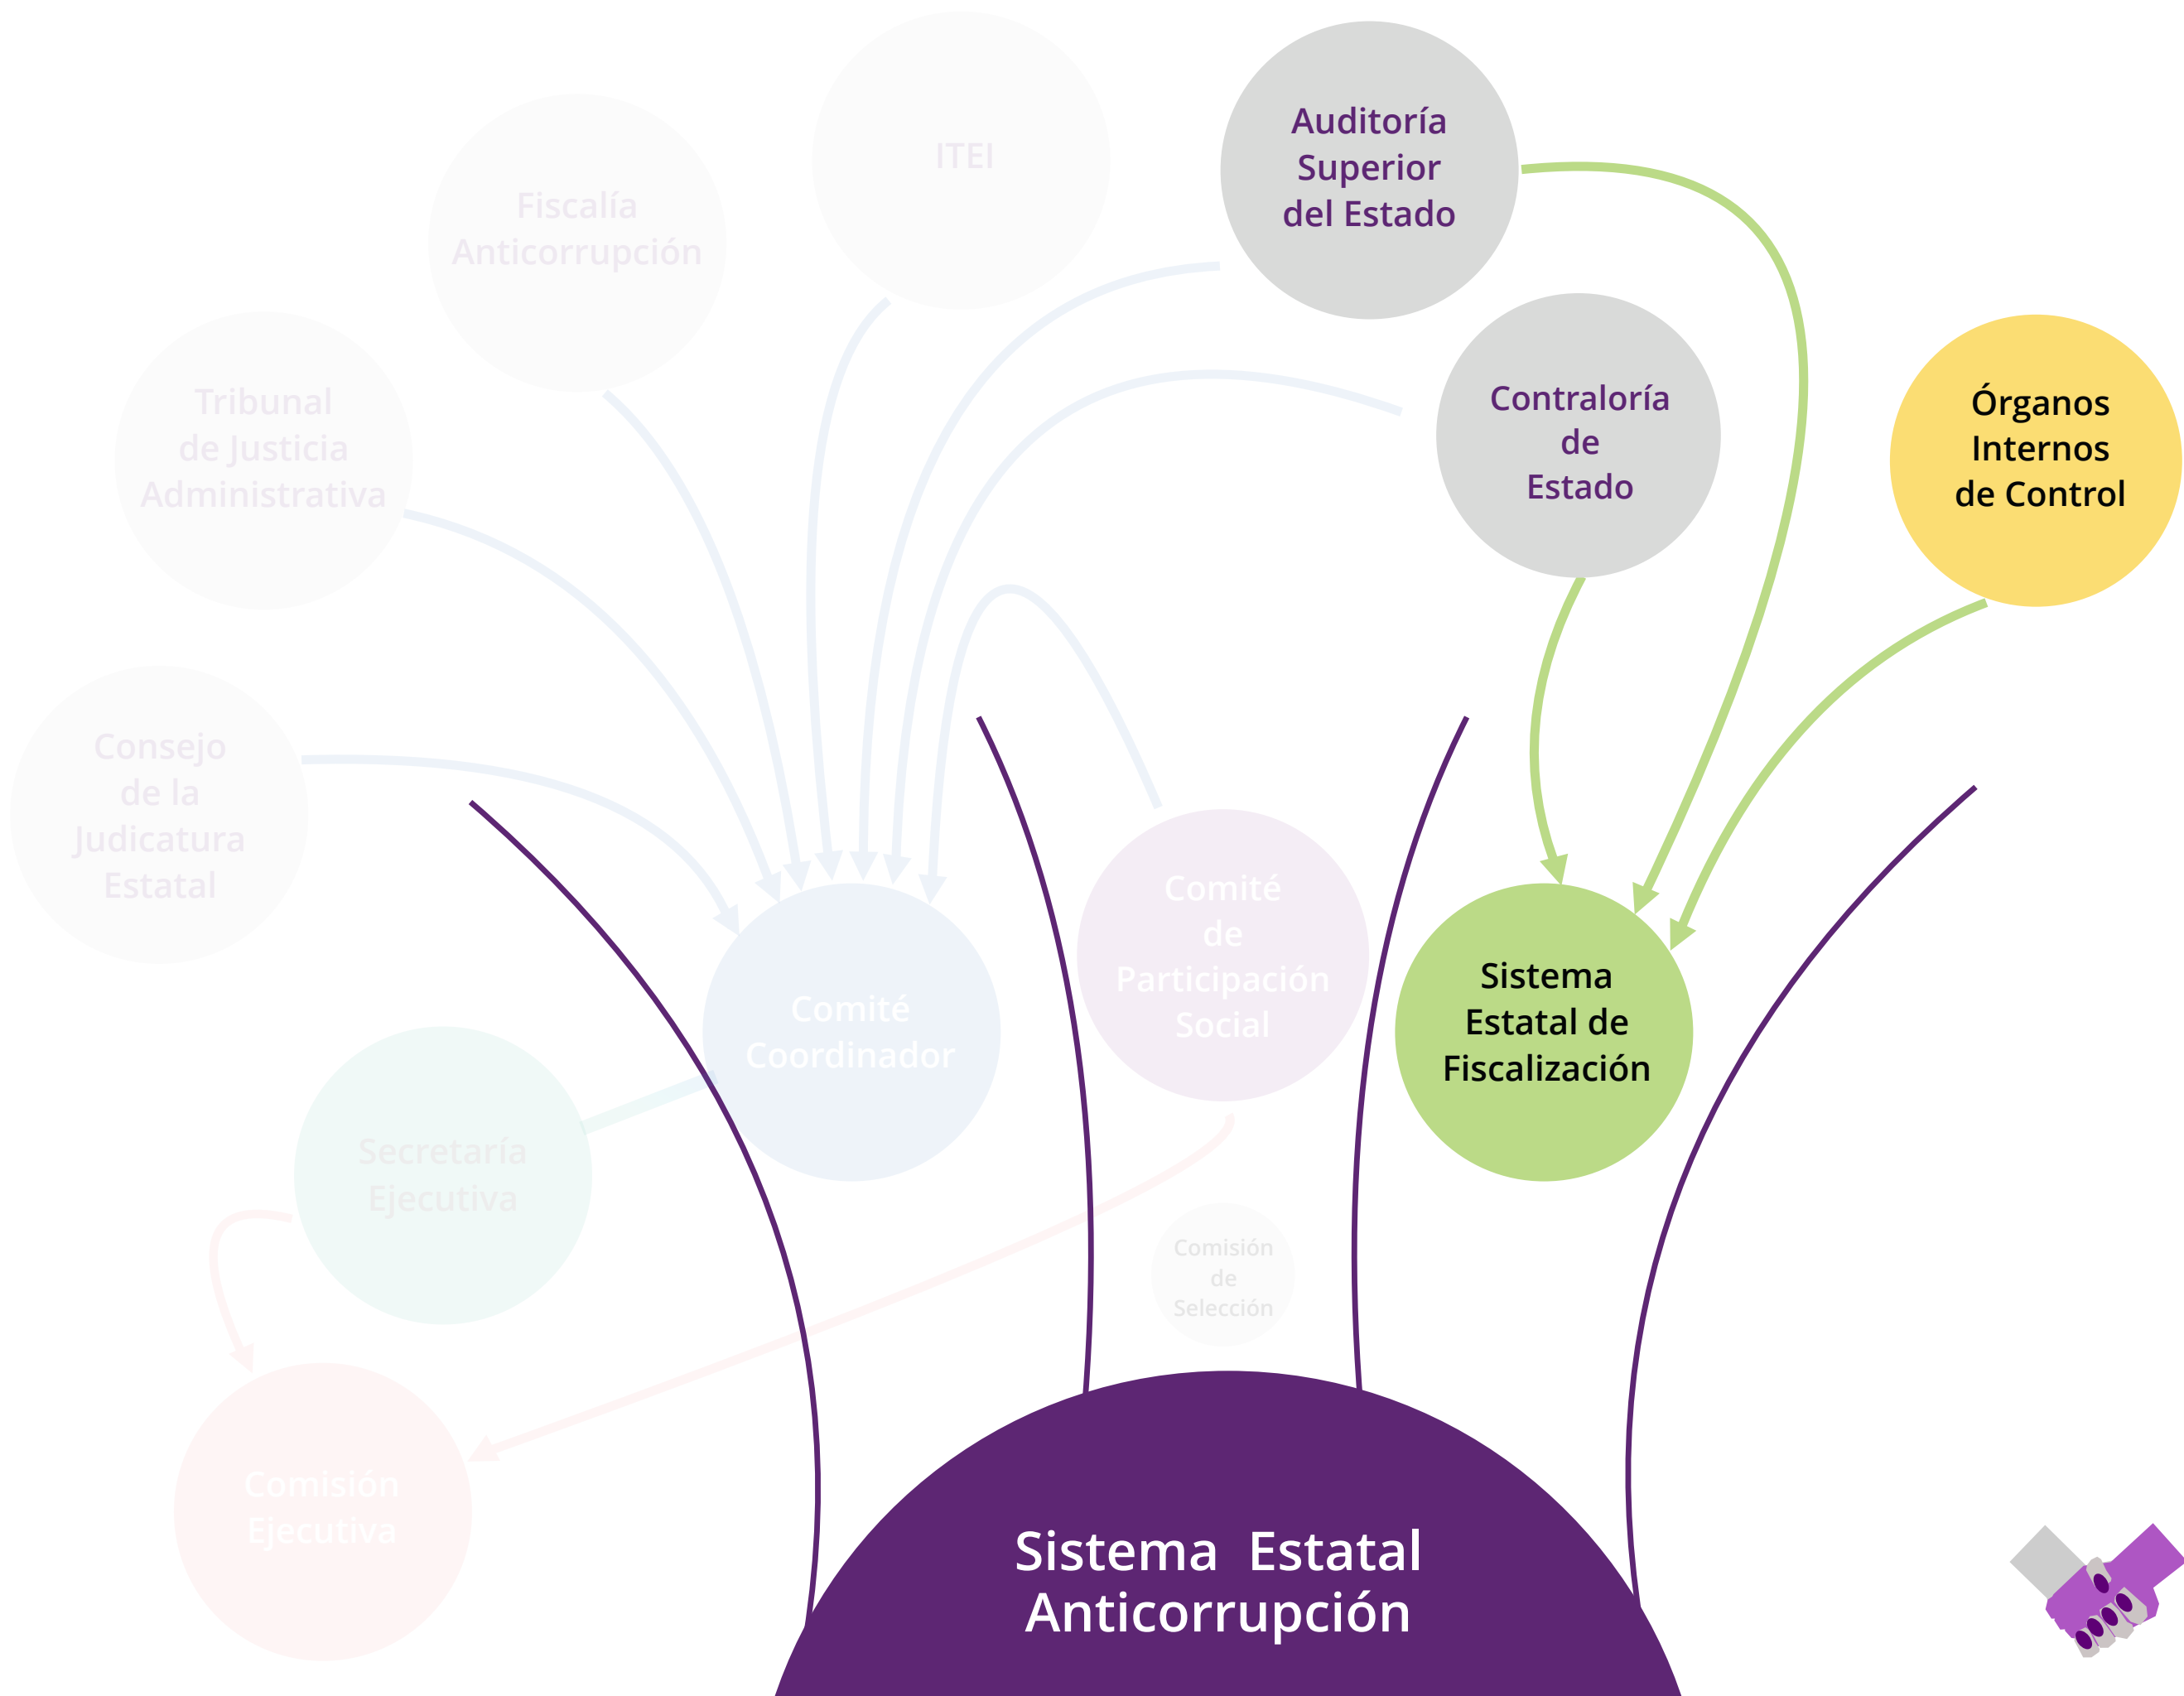 ITEI
Auditoría
Superior
del Estado
Fiscalía
Anticorrupción
Contraloría
de
Estado
Órganos
Internos
de Control
Tribunal
de Justicia
Administrativa
Consejo
de la
Judicatura
Estatal
Comité
de
Participación
Social
Sistema
Estatal de
Fiscalización
Comité
Coordinador
Secretaría
Ejecutiva
Comisión
de
Selección
Comisión
Ejecutiva
Sistema Estatal
Anticorrupción